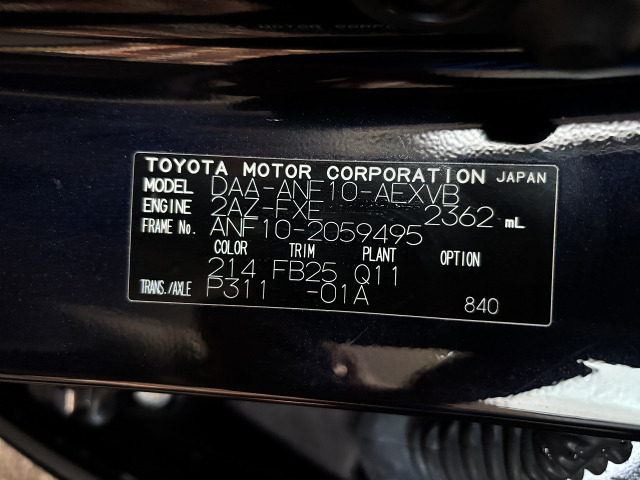 TOYOTA MOTOR CORPORATION JAPAN
MODEL DAA-ANF10-AEXVB
ENGINE 2AZ-FXE 2362 mL
FRAME No. ANF10-2059495
COLOR TRIM PLANT OPTION
214 FB25 Q11
TRANS./AXLE P311 -01A 840